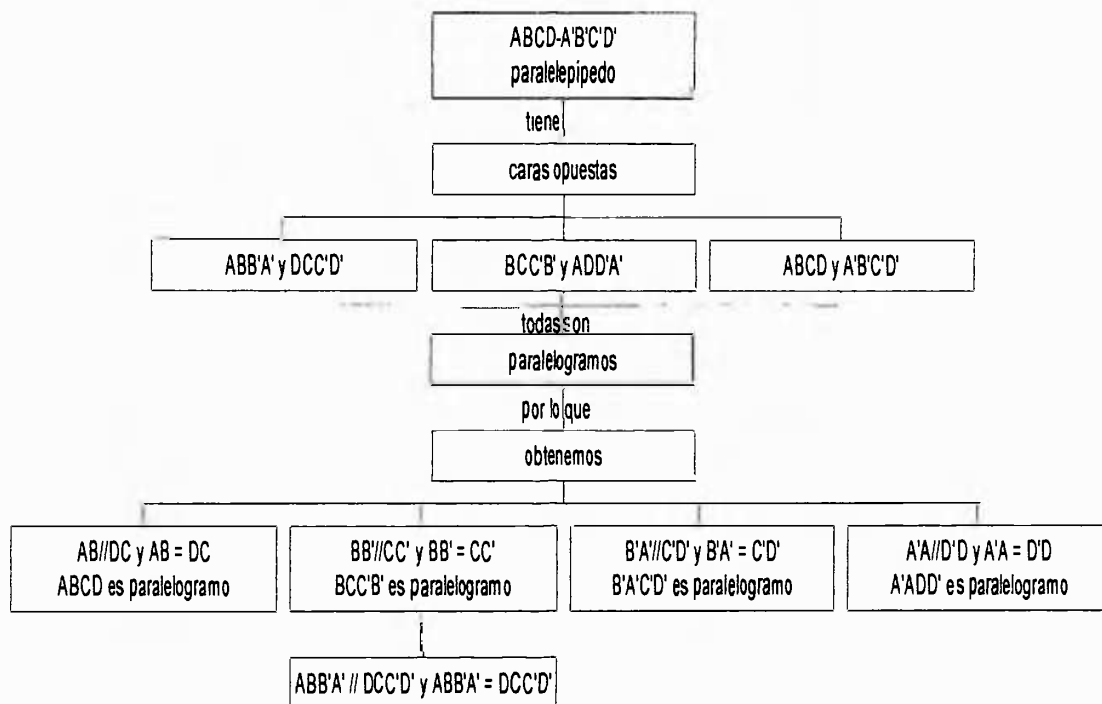 ABCD-A'B'C'D'
paralelepípedo
tiene
caras opuestas
ABB'A' y DCC'D'
BCC'B' y ADD'A'
ABCD y A'B'C'D'
todas son
paralelogramos
por lo que
obtenemos
AB//DC y AB = DC
ABCD es paralelogramo
BB'//CC' y BB' = CC'
BCC'B' es paralelogramo
B'A'//C'D' y B'A' = C'D'
B'A'C'D' es paralelogramo
A'A//D'D y A'A = D'D
A'ADD' es paralelogramo
ABB'A' // DCC'D' y ABB'A' = DCC'D'